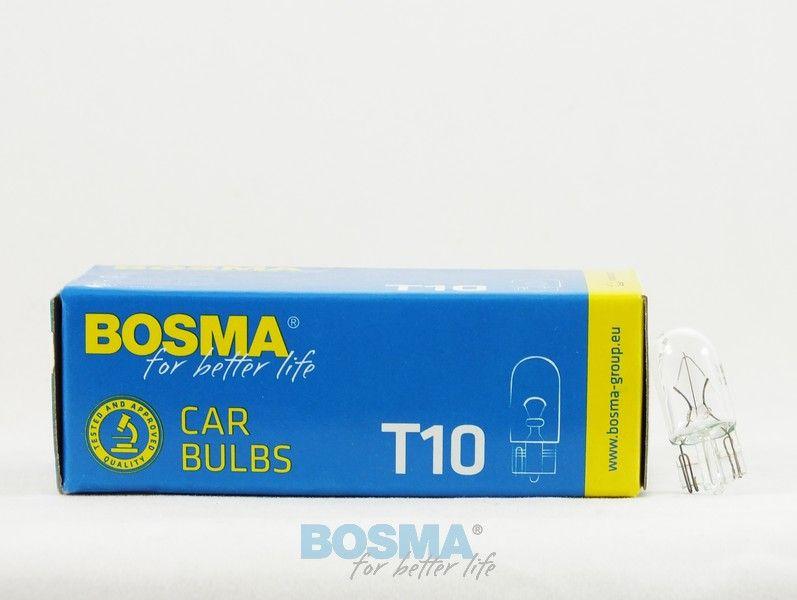 BOSMA
T10
BOSMA®
for better life
TESTED AND APPROVED
QUALITY
CAR
BULBS
T10
www.bosma-group.eu
BOSMA®
for better life